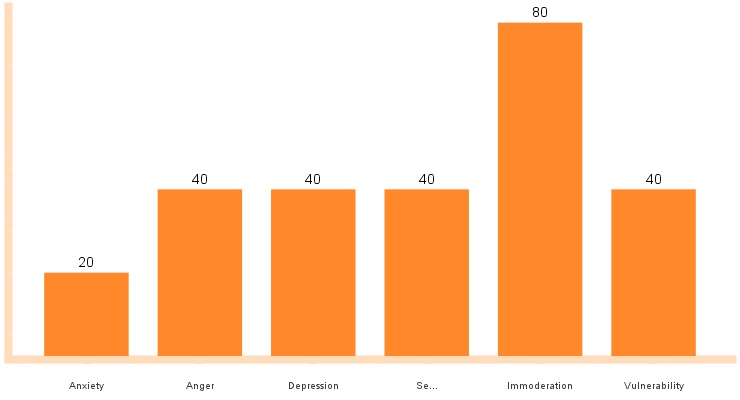 80
40
40
40
40
20
Anxiety
Anger
Depression
Se...
Immoderation
Vulnerability